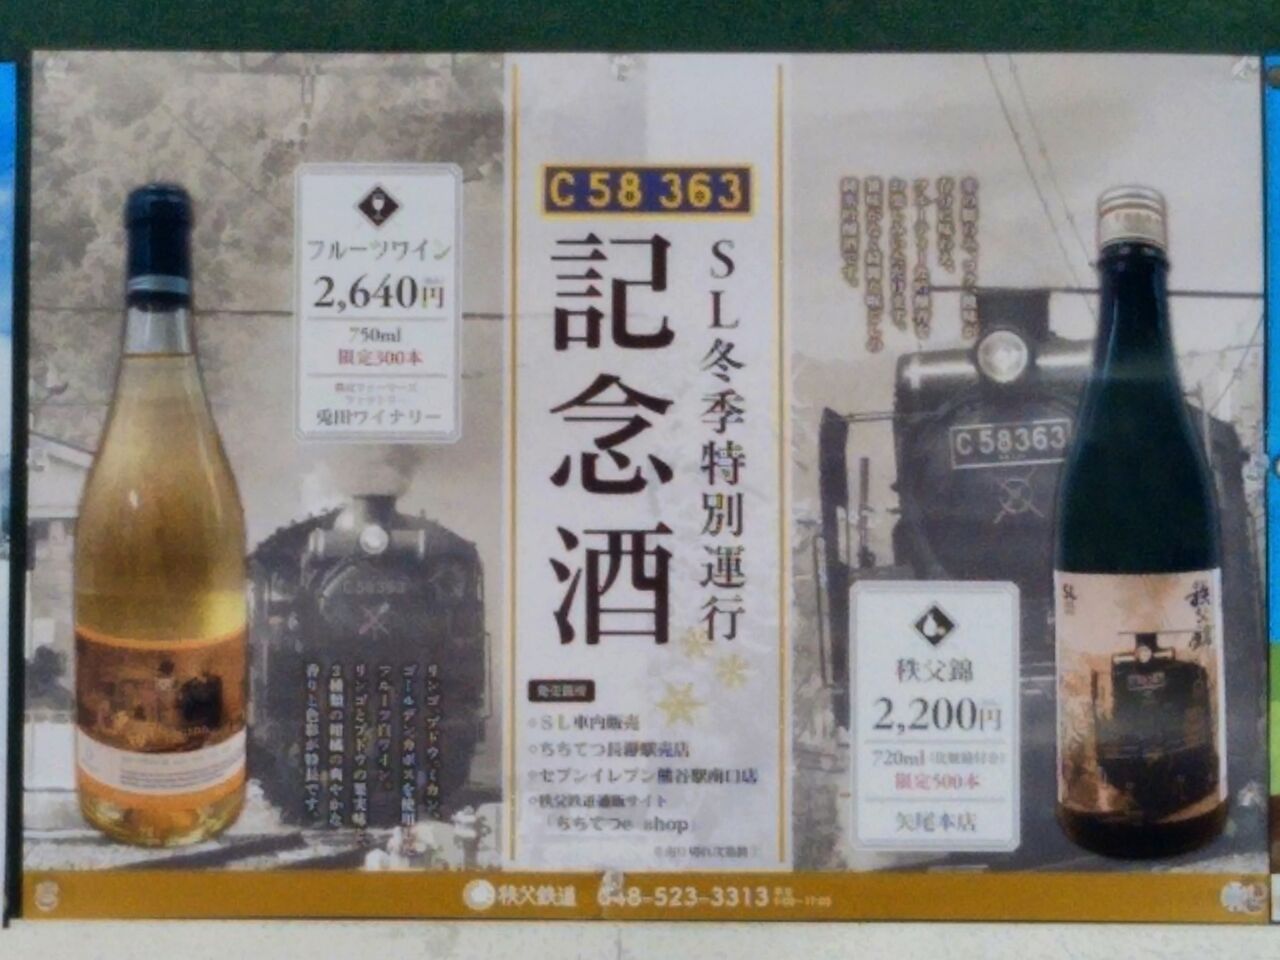 C58 363
SL冬季特別運行
記念酒
フルーツワイン
2,640円
750ml
限定300本
兎田ワイナリー
リンゴ、ブドウ、ミカン、
ゴールデンカボスを使用した
フルーツ白ワイン。
リンゴとブドウの果実味と
3種類の柑橘の爽やかな
香りと色彩が特長です。
C58363
C58363
秩父錦
2,200円
720ml
限定500本
矢尾本店
SL
秩父錦
発売箇所
○SL車内販売
○ちちてつ長瀞駅売店
○セブンイレブン熊谷駅南口店
○秩父鉄道通販サイト
「ちちてつe shop」
秩父鉄道 048-523-3313